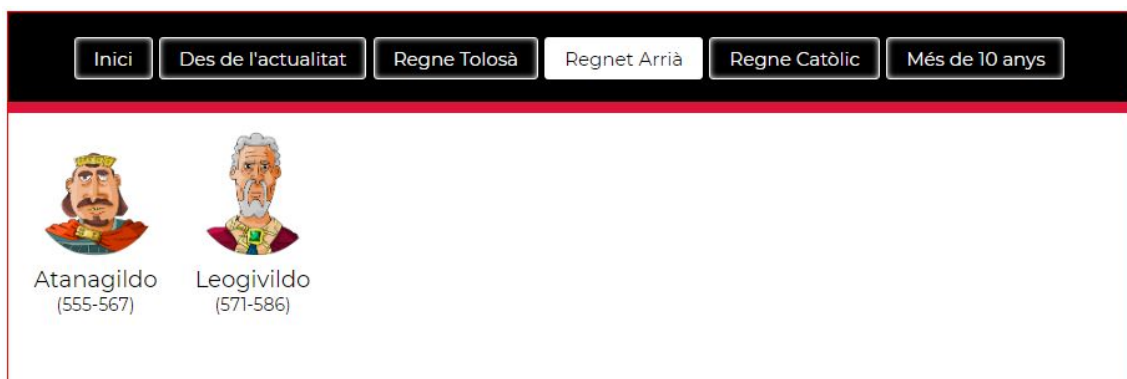 Inici Des de l'actualitat Regne Tolosà Regnet Arrià Regne Catòlic Més de 10 anys
Atanagildo Leogivildo
(555-567) (571-586)